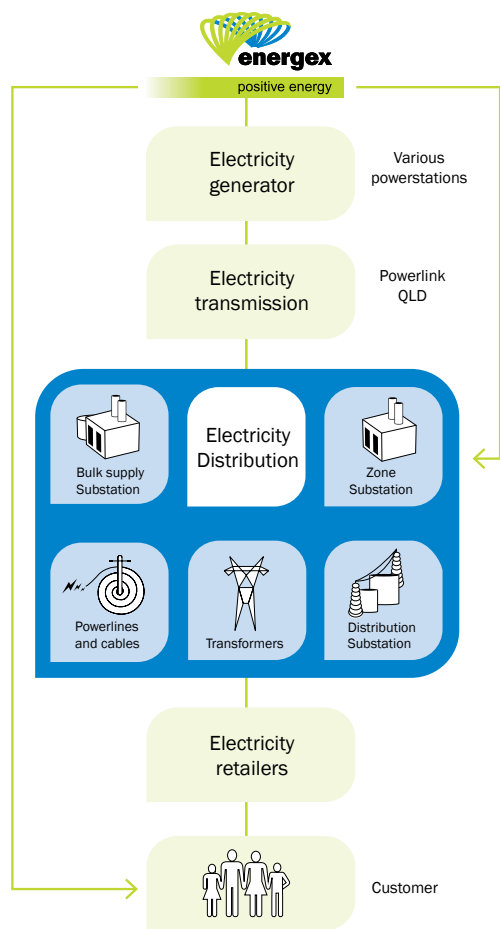 energex
positive energy
Electricity
generator
Various
powerstations
Electricity
transmission
Powerlink
QLD
Bulk supply
Substation
Electricity
Distribution
Zone
Substation
Powerlines
and cables
Transformers
Distribution
Substation
Electricity
retailers
Customer